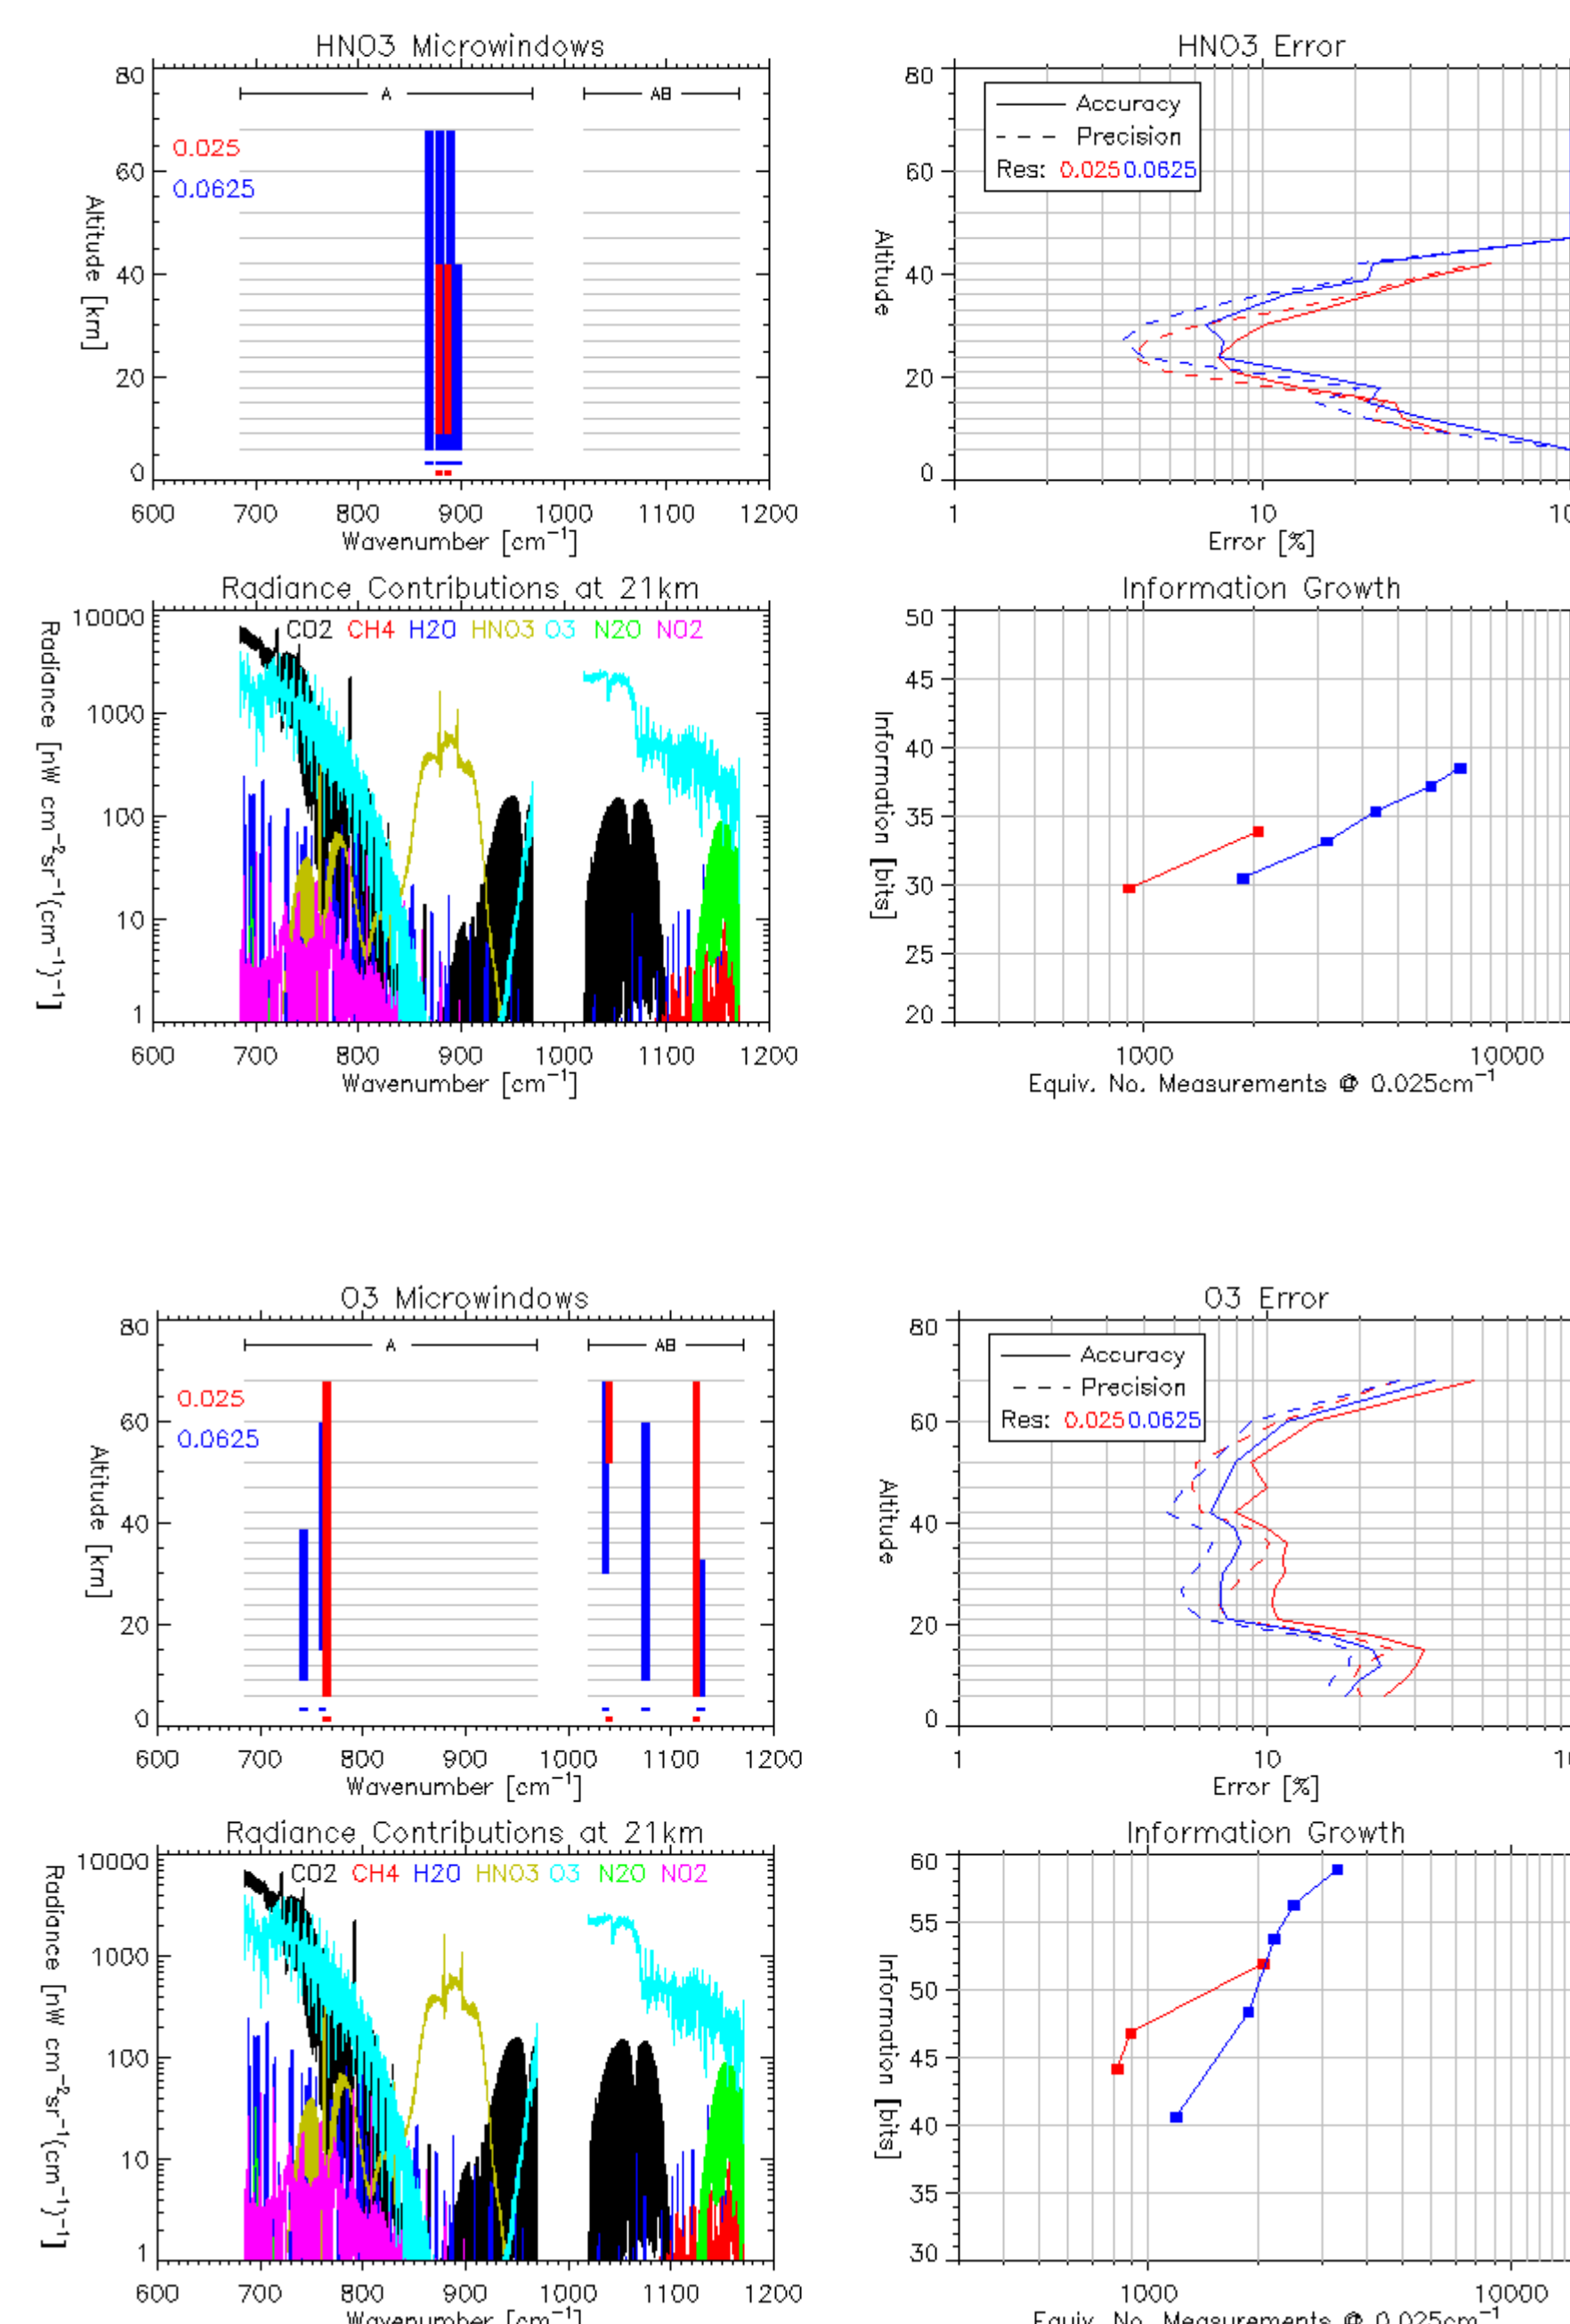 HNO3 Microwindows
80
60
40
20
0
A
AB
0.025
0.0625
Altitude [km]
600 700 800 900 1000 1100 1200
Wavenumber [cm−1]
HNO3 Error
80
60
40
20
0
Accuracy
Precision
Res: 0.025 0.0625
Altitude
1 10
Error [%]
Radiance Contributions at 21km
10000
1000
100
10
1
CO2 CH4 H2O HNO3 O3 N2O NO2
Radiance [nW cm−2sr−1(cm−1)−1]
600 700 800 900 1000 1100 1200
Wavenumber [cm−1]
Information Growth
50
45
40
35
30
25
20
Information [bits]
1000 10000
Equiv. No. Measurements @ 0.025cm−1
O3 Microwindows
80
60
40
20
0
A
AB
0.025
0.0625
Altitude [km]
600 700 800 900 1000 1100 1200
Wavenumber [cm−1]
O3 Error
80
60
40
20
0
Accuracy
Precision
Res: 0.025 0.0625
Altitude
1 10
Error [%]
Radiance Contributions at 21km
10000
1000
100
10
1
CO2 CH4 H2O HNO3 O3 N2O NO2
Radiance [nW cm−2sr−1(cm−1)−1]
600 700 800 900 1000 1100 1200
Wavenumber [cm−1]
Information Growth
60
55
50
45
40
35
30
Information [bits]
1000 10000
Equiv. No. Measurements @ 0.025cm−1